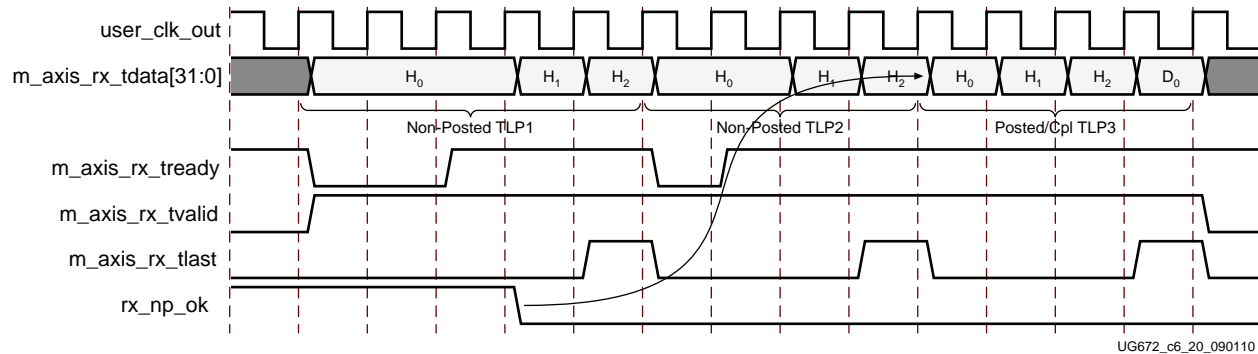 user_clk_out
m_axis_rx_tdata[31:0] H0 H1 H2 H0 H1 H2 H0 H1 H2 D0
Non-Posted TLP1 Non-Posted TLP2 Posted/Cpl TLP3
m_axis_rx_tready
m_axis_rx_tvalid
m_axis_rx_tlast
rx_np_ok
UG672_c6_20_090110